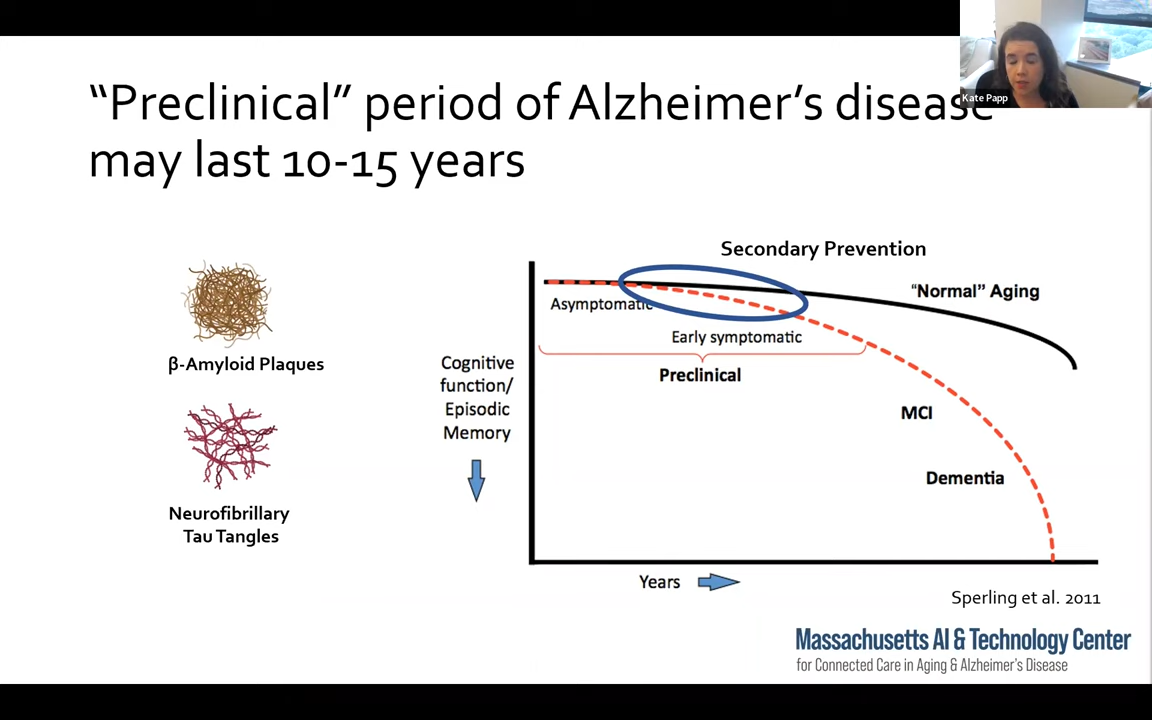 Kate Papp
“Preclinical” period of Alzheimer’s disease
may last 10-15 years
Secondary Prevention
“Normal” Aging
Asymptomatic
Early symptomatic
Preclinical
MCI
Dementia
Cognitive
function/
Episodic
Memory
Years
β-Amyloid Plaques
Neurofibrillary
Tau Tangles
Sperling et al. 2011
Massachusetts AI & Technology Center
for Connected Care in Aging & Alzheimer’s Disease